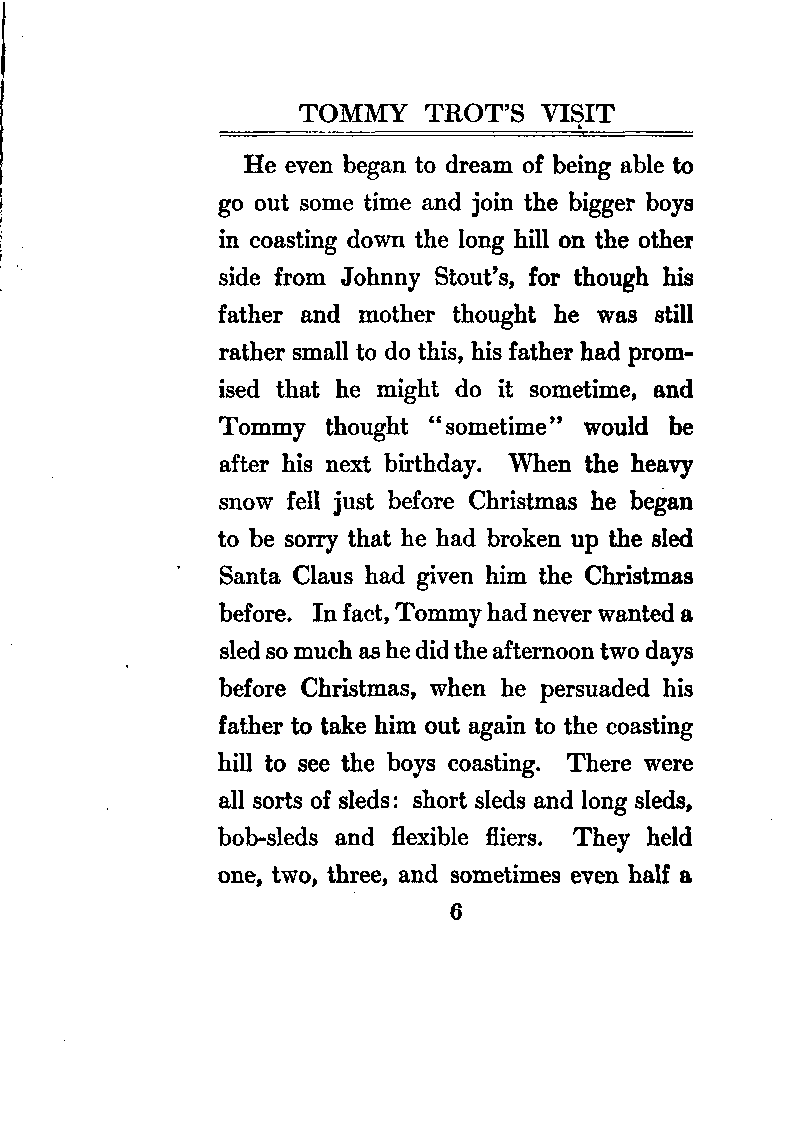 TOMMY TROT'S VISIT
He even began to dream of being able to
go out some time and join the bigger boys
in coasting down the long hill on the other
side from Johnny Stout's, for though his
father and mother thought he was still
rather small to do this, his father had prom-
ised that he might do it sometime, and
Tommy thought "sometime" would be
after his next birthday. When the heavy
snow fell just before Christmas he began
to be sorry that he had broken up the sled
Santa Claus had given him the Christmas
before. In fact, Tommy had never wanted a
sled so much as he did the afternoon two days
before Christmas, when he persuaded his
father to take him out again to the coasting
hill to see the boys coasting. There were
all sorts of sleds: short sleds and long sleds,
bob-sleds and flexible fliers. They held
one, two, three, and sometimes even half a
6